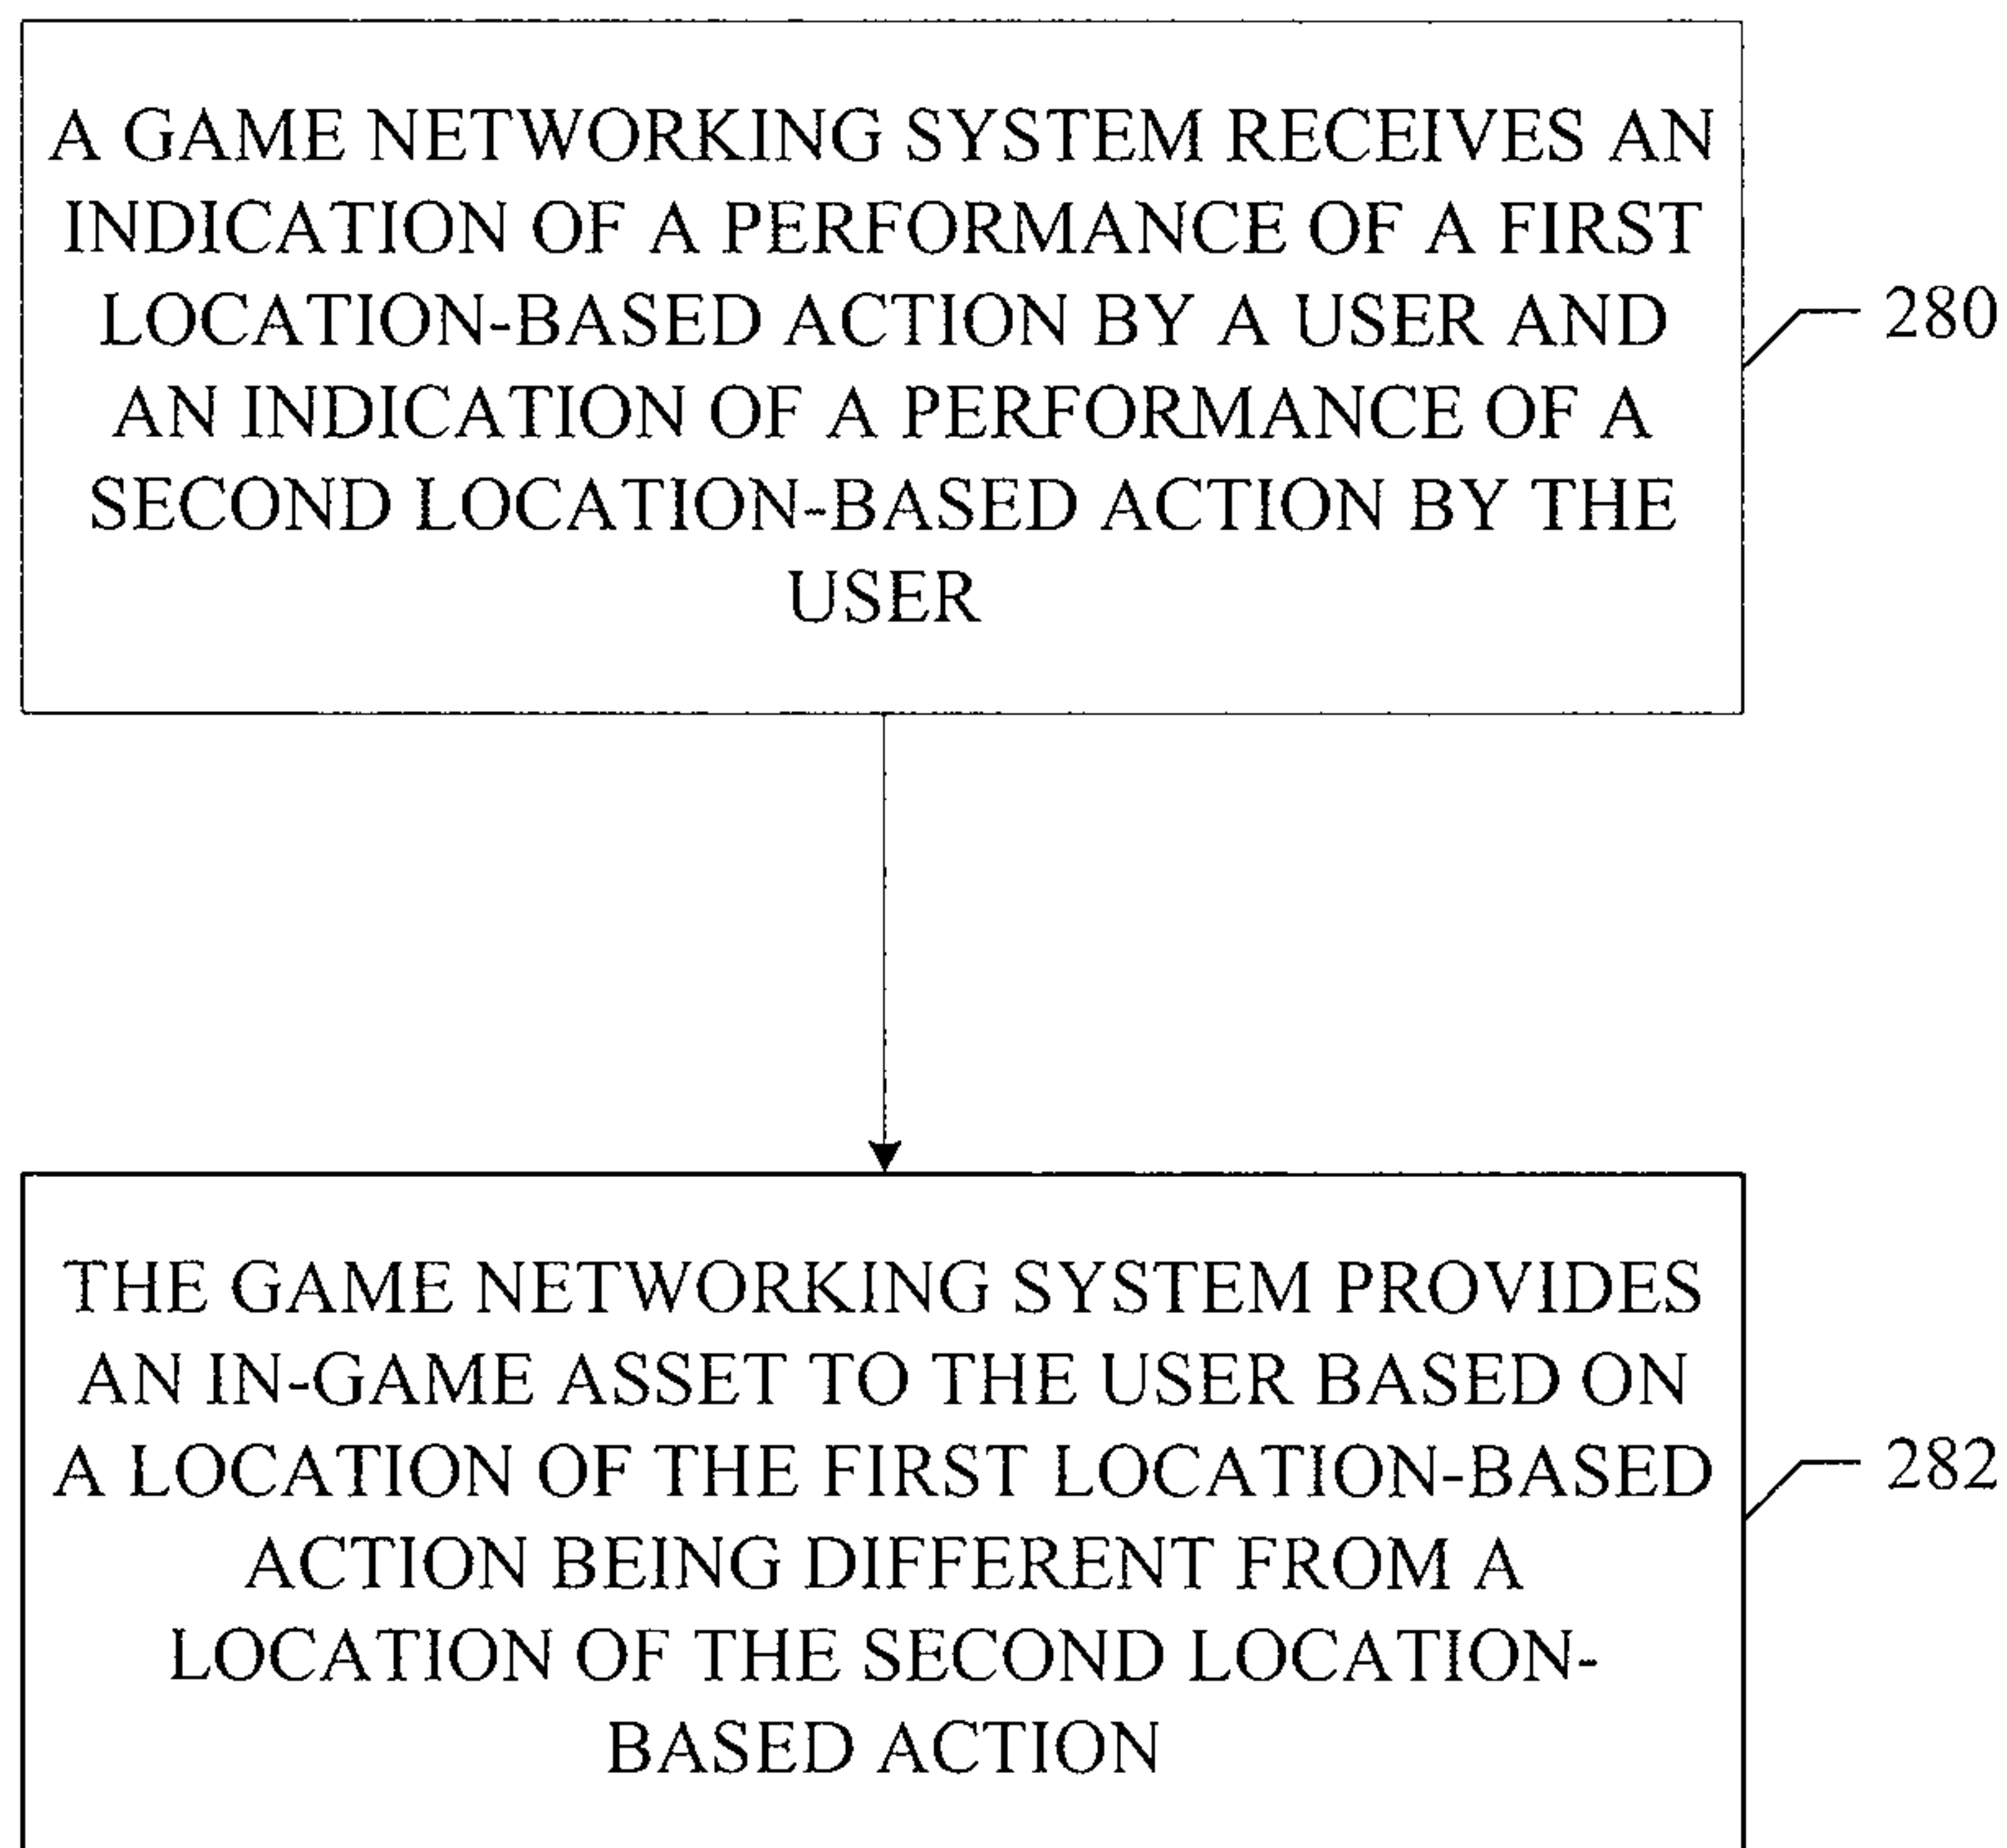 A GAME NETWORKING SYSTEM RECEIVES AN
INDICATION OF A PERFORMANCE OF A FIRST
LOCATION-BASED ACTION BY A USER AND
AN INDICATION OF A PERFORMANCE OF A
SECOND LOCATION-BASED ACTION BY THE
USER
280
THE GAME NETWORKING SYSTEM PROVIDES
AN IN-GAME ASSET TO THE USER BASED ON
A LOCATION OF THE FIRST LOCATION-BASED
ACTION BEING DIFFERENT FROM A
LOCATION OF THE SECOND LOCATION-
BASED ACTION
282